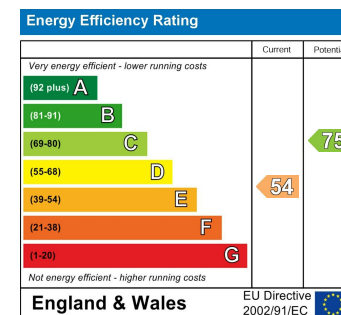 Energy Efficiency Rating
Current
Very energy efficient - lower running costs
(92 plus) A
(81-91) B
(69-80) C
75
(55-68) D
(39-54) E
54
(21-38) F
(1-20) G
Not energy efficient - higher running costs
England & Wales
EU Directive
2002/91/EC